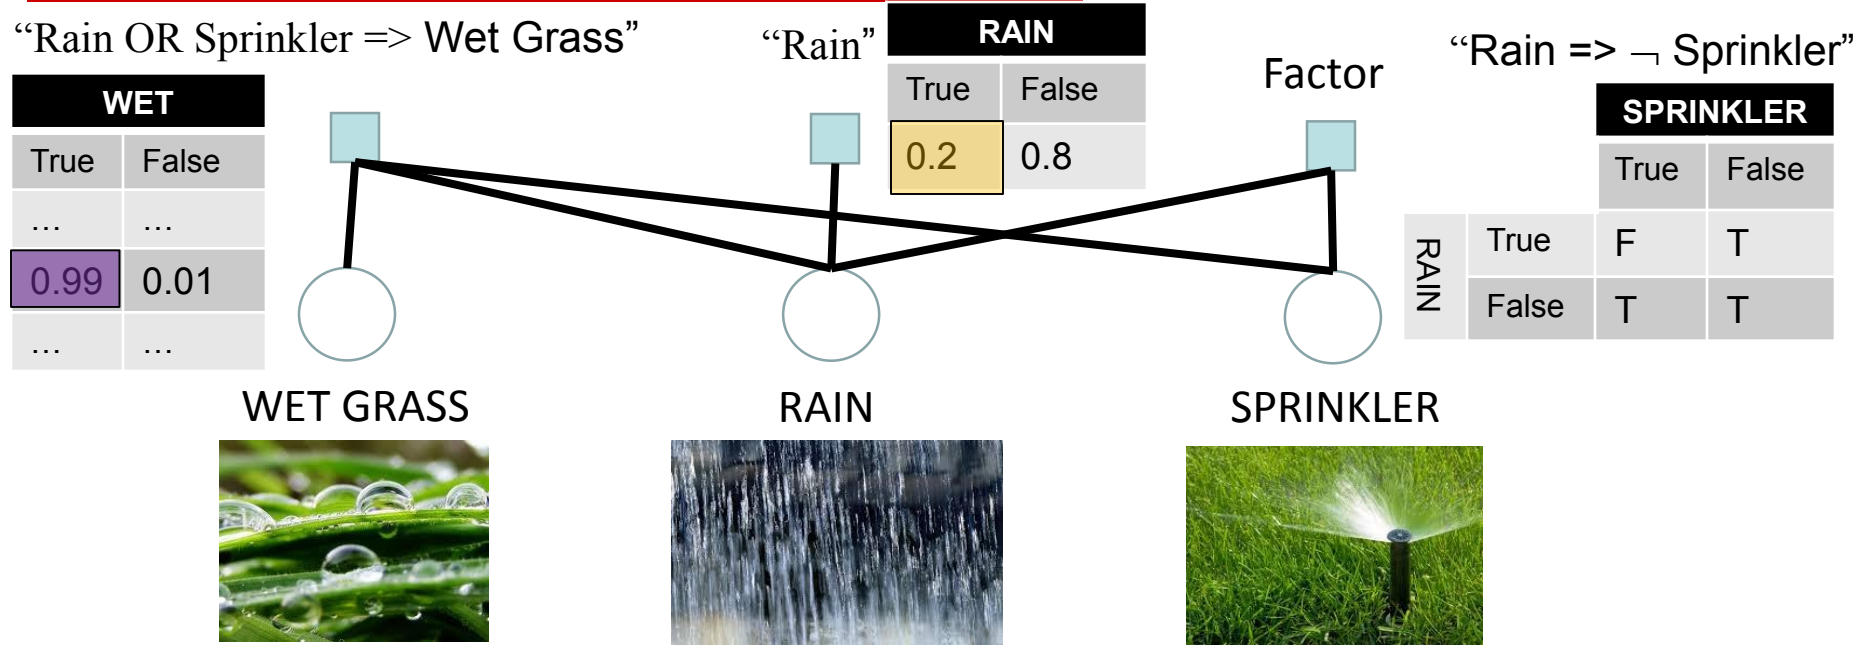 “Rain OR Sprinkler => Wet Grass”
“Rain”
RAIN
True False
0.2 0.8
Factor
“Rain => ¬ Sprinkler”
WET
True False
... ...
0.99 0.01
... ...
SPRINKLER
True False
RAIN
True F T
False T T
WET GRASS
RAIN
SPRINKLER